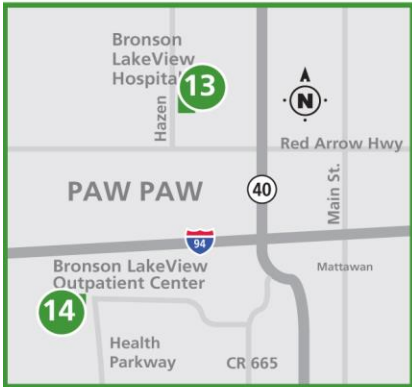 Bronson
LakeView
Hospital
13
Hazen
N
Red Arrow Hwy
PAW PAW
40
Main St.
94
Bronson LakeView
Outpatient Center
Mattawan
14
Health
Parkway
CR 665